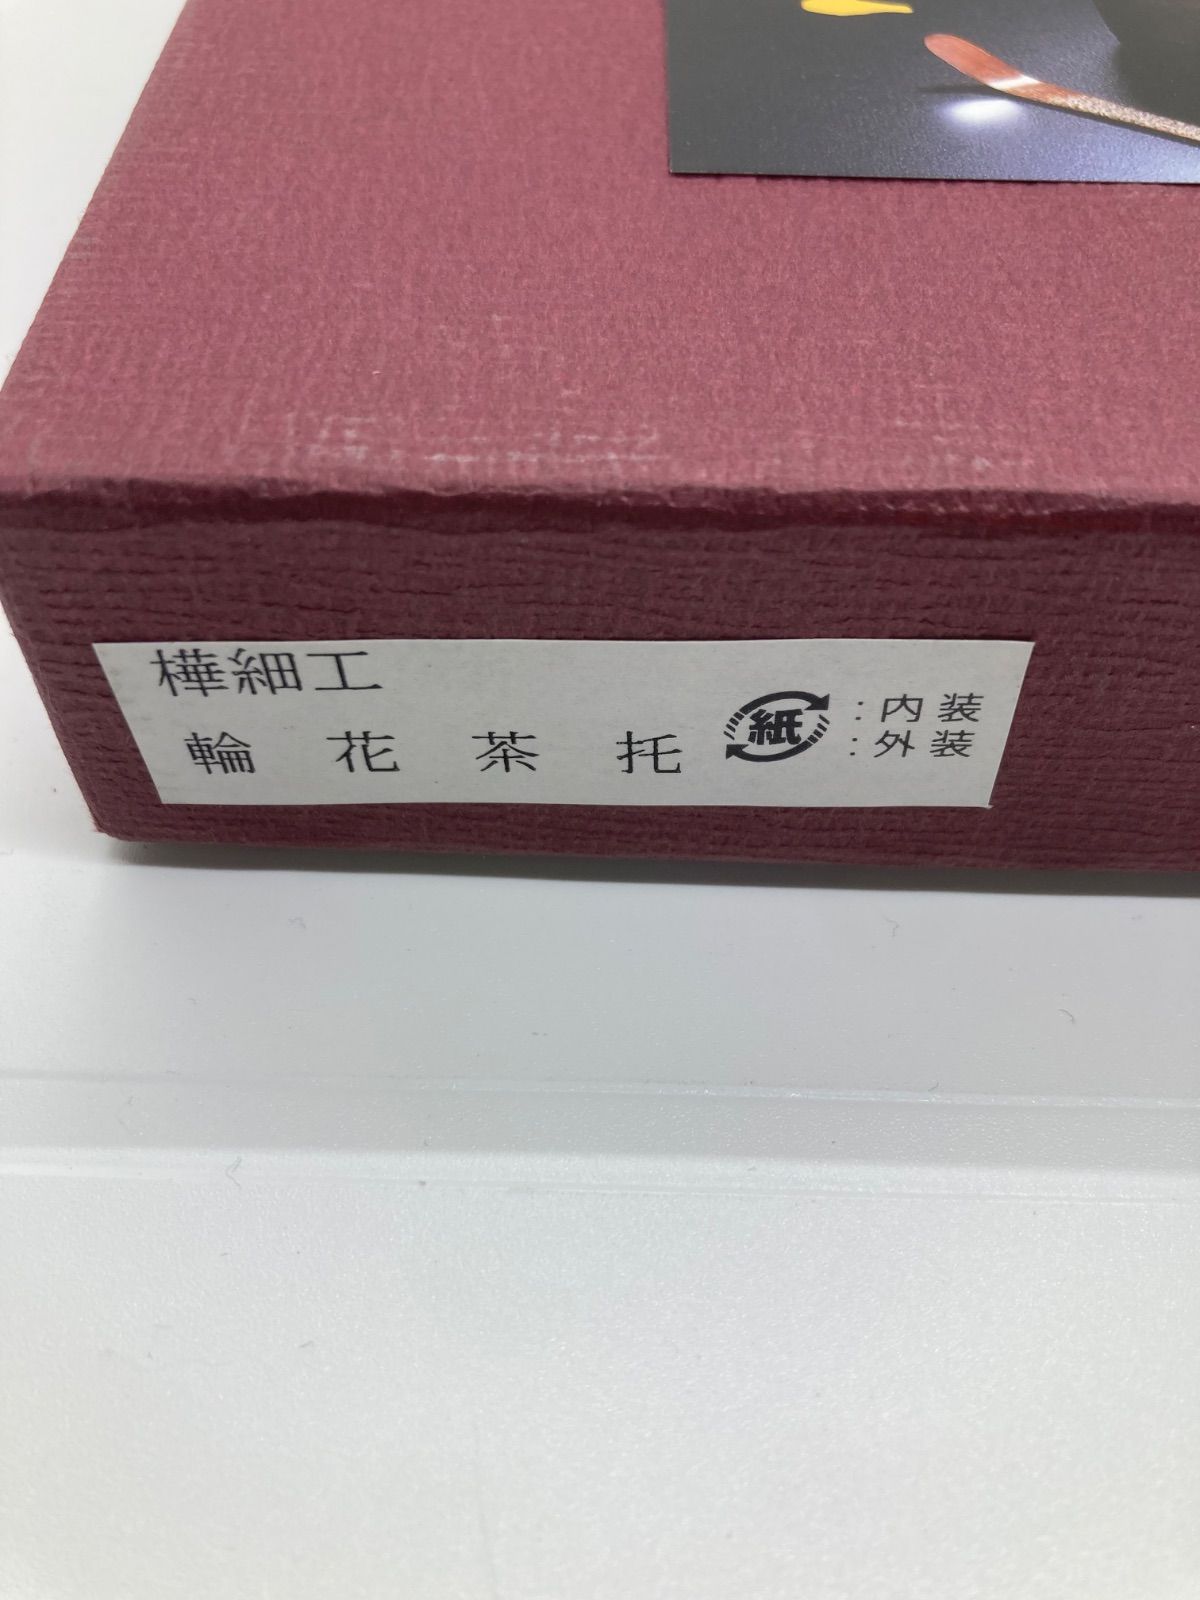 樺細工
輪花茶托
紙 : 内装
: 外装